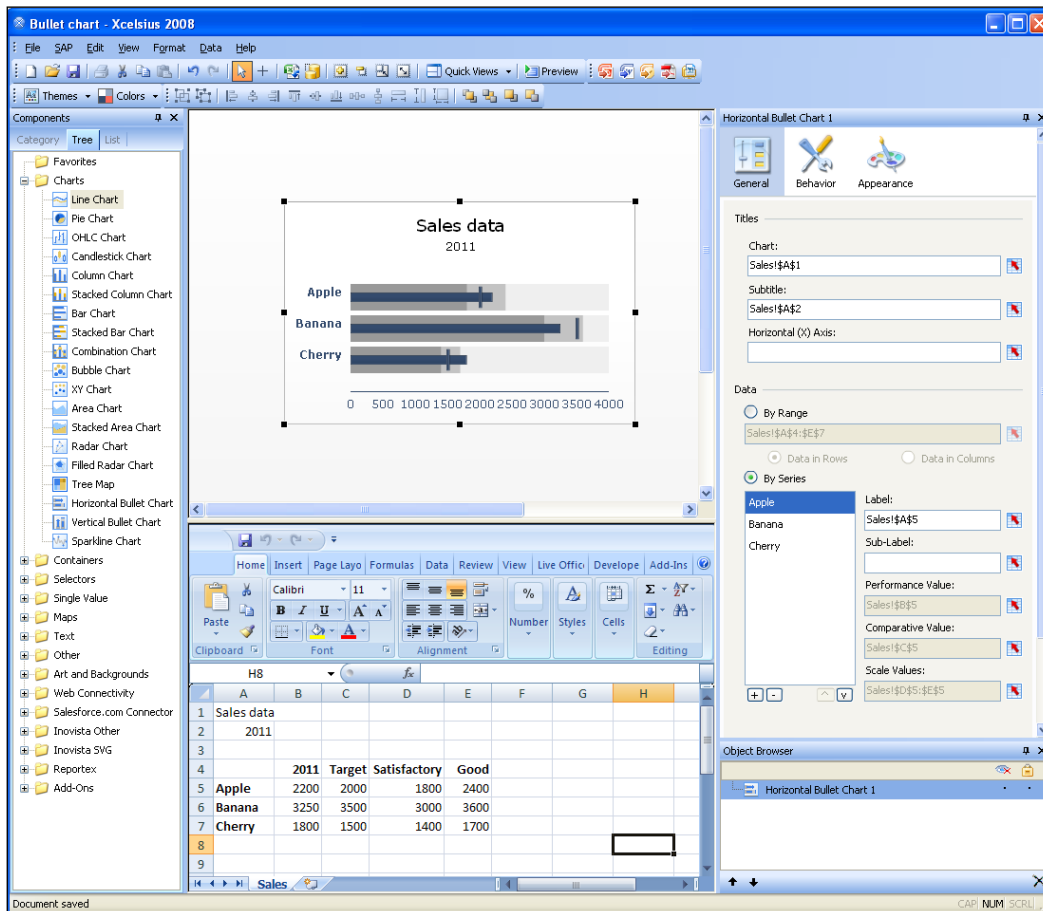 Bullet chart - Xcelsius 2008
File SAP Edit View Format Data Help
Quick Views Preview
Themes Colors
Components
Category Tree List
Favorites
Charts
Line Chart
Pie Chart
OHLC Chart
Candlestick Chart
Column Chart
Stacked Column Chart
Bar Chart
Stacked Bar Chart
Combination Chart
Bubble Chart
XY Chart
Area Chart
Stacked Area Chart
Radar Chart
Filled Radar Chart
Tree Map
Horizontal Bullet Chart
Vertical Bullet Chart
Sparkline Chart
Containers
Selectors
Single Value
Maps
Text
Other
Art and Backgrounds
Web Connectivity
Salesforce.com Connector
Inovista Other
Inovista SVG
Reportex
Add-Ons
Sales data
2011
Apple
Banana
Cherry
0 500 1000 1500 2000 2500 3000 3500 4000
Home Insert Page Layo Formulas Data Review View Live Offic Develope Add-Ins
Calibri 11
Paste
B I U A A
Number Styles Cells
Clipboard Font Alignment Editing
H8 fx
A B C D E F G H
1 Sales data
2 2011
3
4 2011 Target Satisfactory Good
5 Apple 2200 2000 1800 2400
6 Banana 3250 3500 3000 3600
7 Cherry 1800 1500 1400 1700
8
9
Sales
Horizontal Bullet Chart 1
General Behavior Appearance
Titles
Chart:
Sales!$A$1
Subtitle:
Sales!$A$2
Horizontal (X) Axis:
Data
By Range
Sales!$A$4:$E$7
Data in Rows Data in Columns
By Series
Apple
Banana
Cherry
Label:
Sales!$A$5
Sub-Label:
Performance Value:
Sales!$B$5
Comparative Value:
Sales!$C$5
Scale Values:
Sales!$D$5:$E$5
Object Browser
Horizontal Bullet Chart 1
Document saved
CAP NUM SCRL